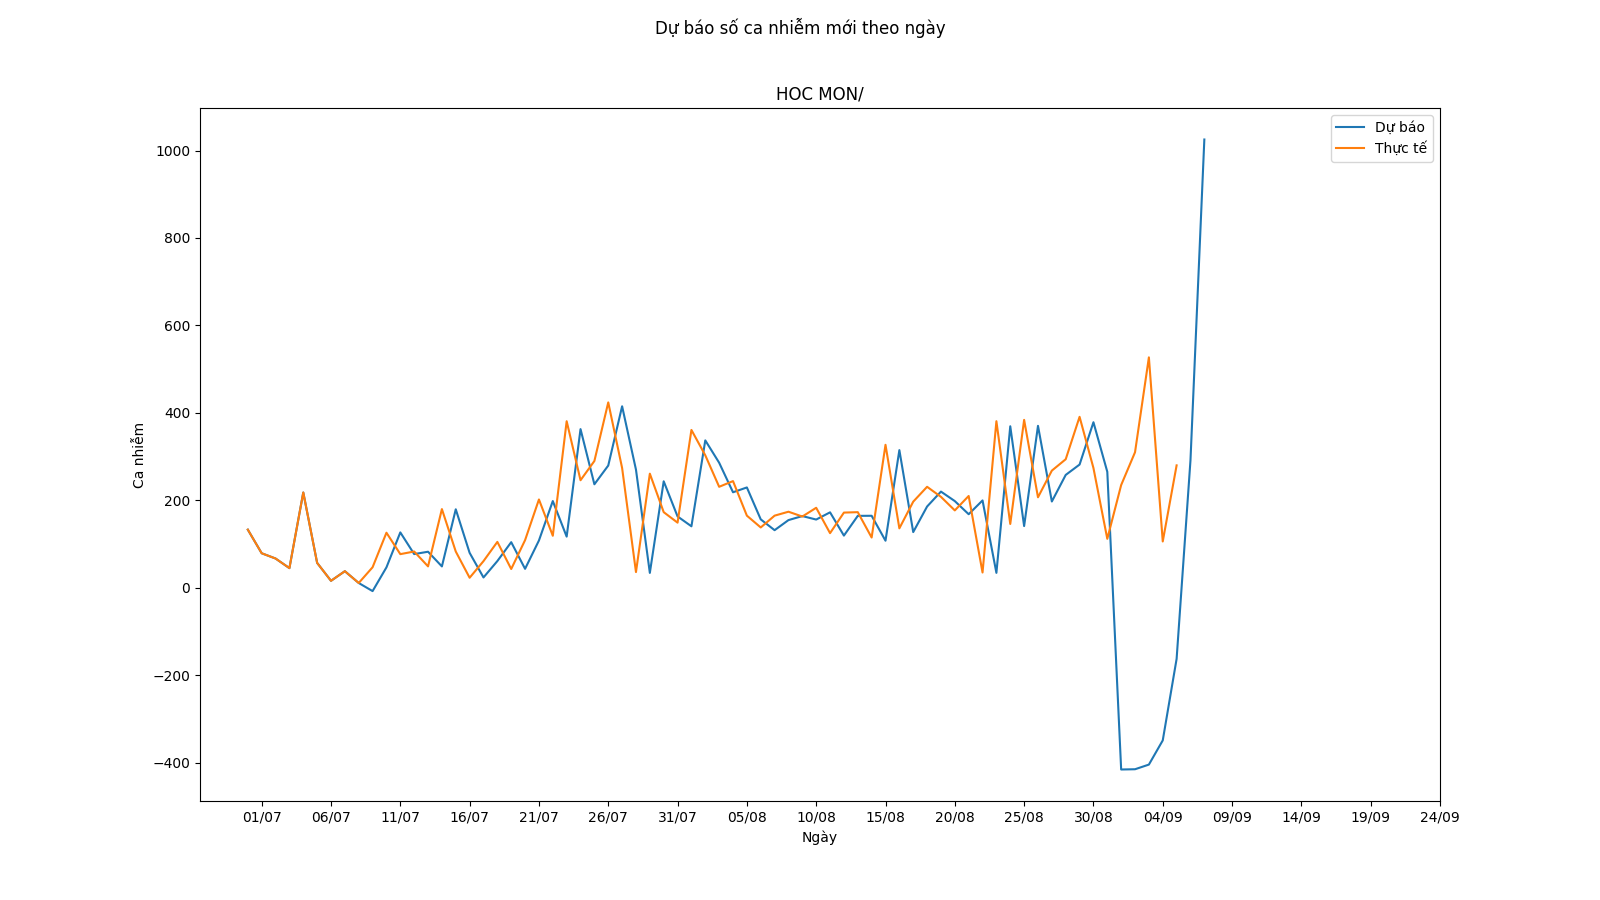 Dự báo số ca nhiễm mới theo ngày
HOC MON/
Dự báo
Thực tế
1000
800
600
400
200
0
−200
−400
Ca nhiễm
01/07 06/07 11/07 16/07 21/07 26/07 31/07 05/08 10/08 15/08 20/08 25/08 30/08 04/09 09/09 14/09 19/09 24/09
Ngày